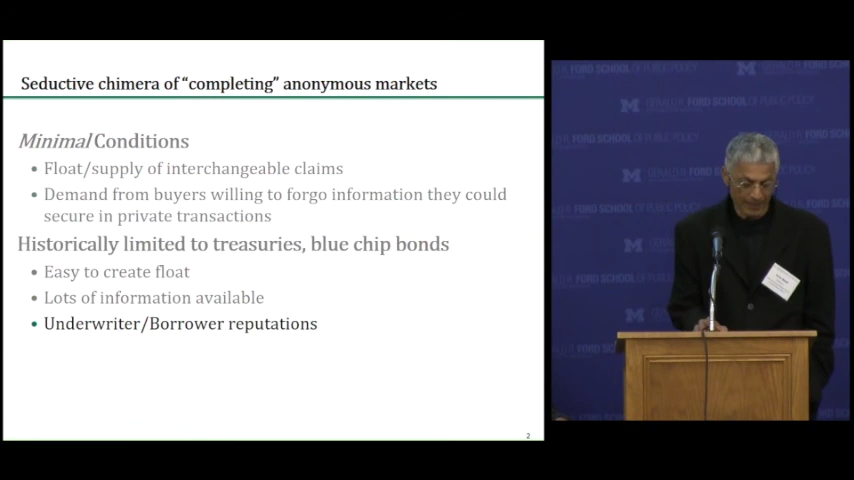 Seductive chimera of "completing" anonymous markets
Minimal Conditions
• Float/supply of interchangeable claims
• Demand from buyers willing to forgo information they could
secure in private transactions
Historically limited to treasuries, blue chip bonds
• Easy to create float
• Lots of information available
• Underwriter/Borrower reputations
2
M FORD SCHOOL OF PUBLIC POLICY